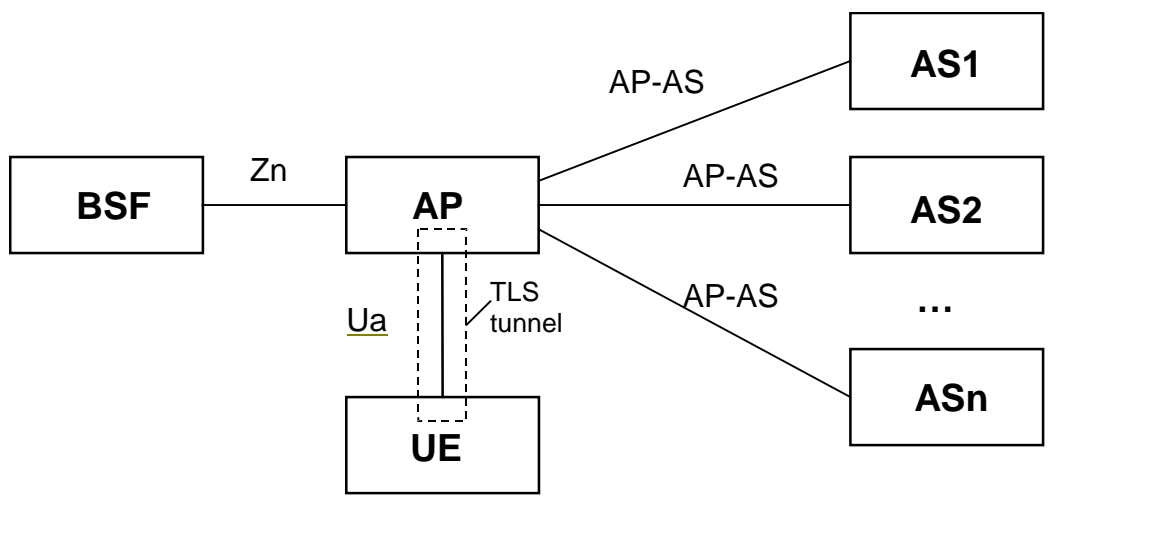 AS1
AP-AS
Zn
AP-AS
BSF
AP
AS2
TLS
tunnel
AP-AS
...
Ua
ASn
UE